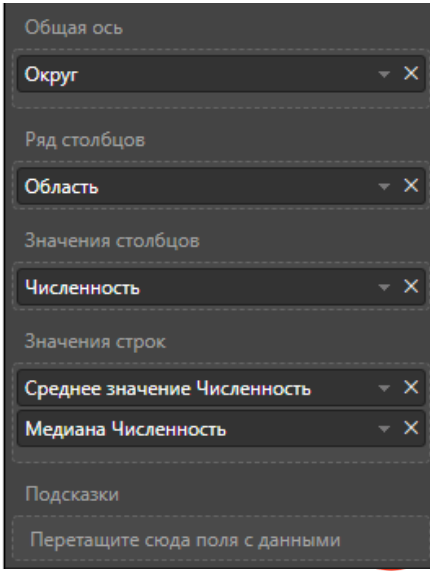 Общая ось
Округ
Ряд столбцов
Область
Значения столбцов
Численность
Значения строк
Среднее значение Численность
Медиана Численность
Подсказки
Перетащите сюда поля с данными